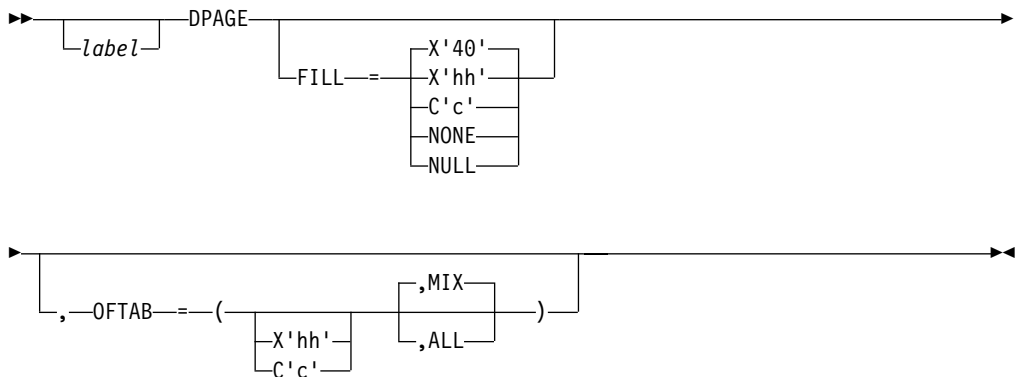 DPAGE
label
X'40'
FILL = X'hh'
C'c'
NONE
NULL
,MIX
, OFTAB = ( )
X'hh' ,ALL
C'c'